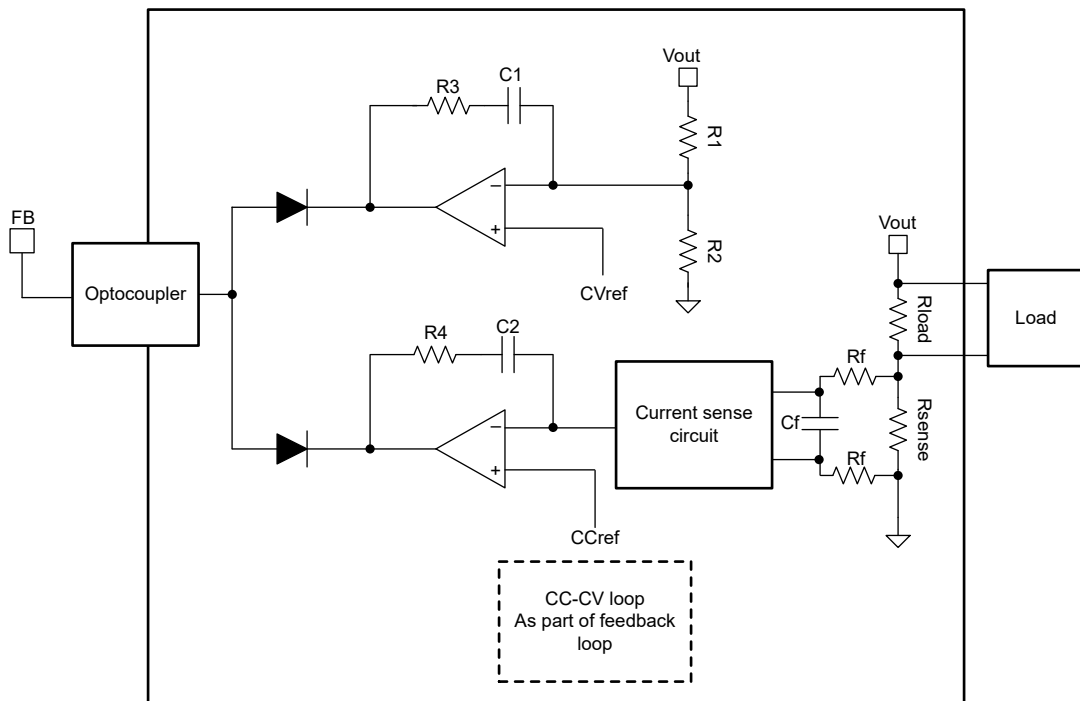 Vout
R3
C1
R1
−
+
R2
CVref
FB
Optocoupler
Vout
Rload
Load
R4
C2
Rf
Current sense
circuit
Cf
Rsense
−
+
Rf
CCref
CC-CV loop
As part of feedback
loop